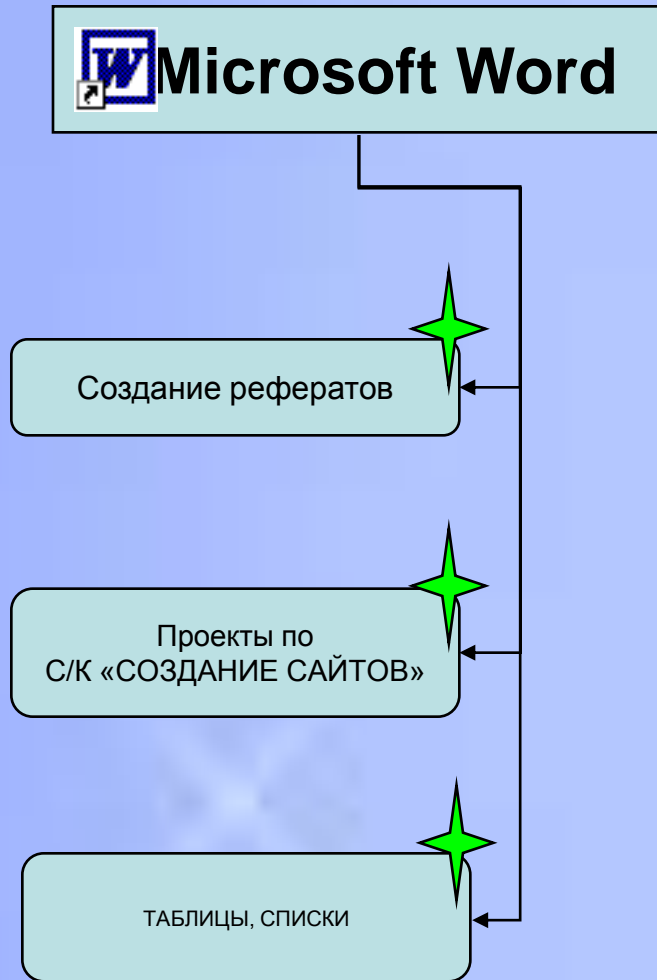 Microsoft Word
Создание рефератов
Проекты по
С/К «СОЗДАНИЕ САЙТОВ»
ТАБЛИЦЫ, СПИСКИ